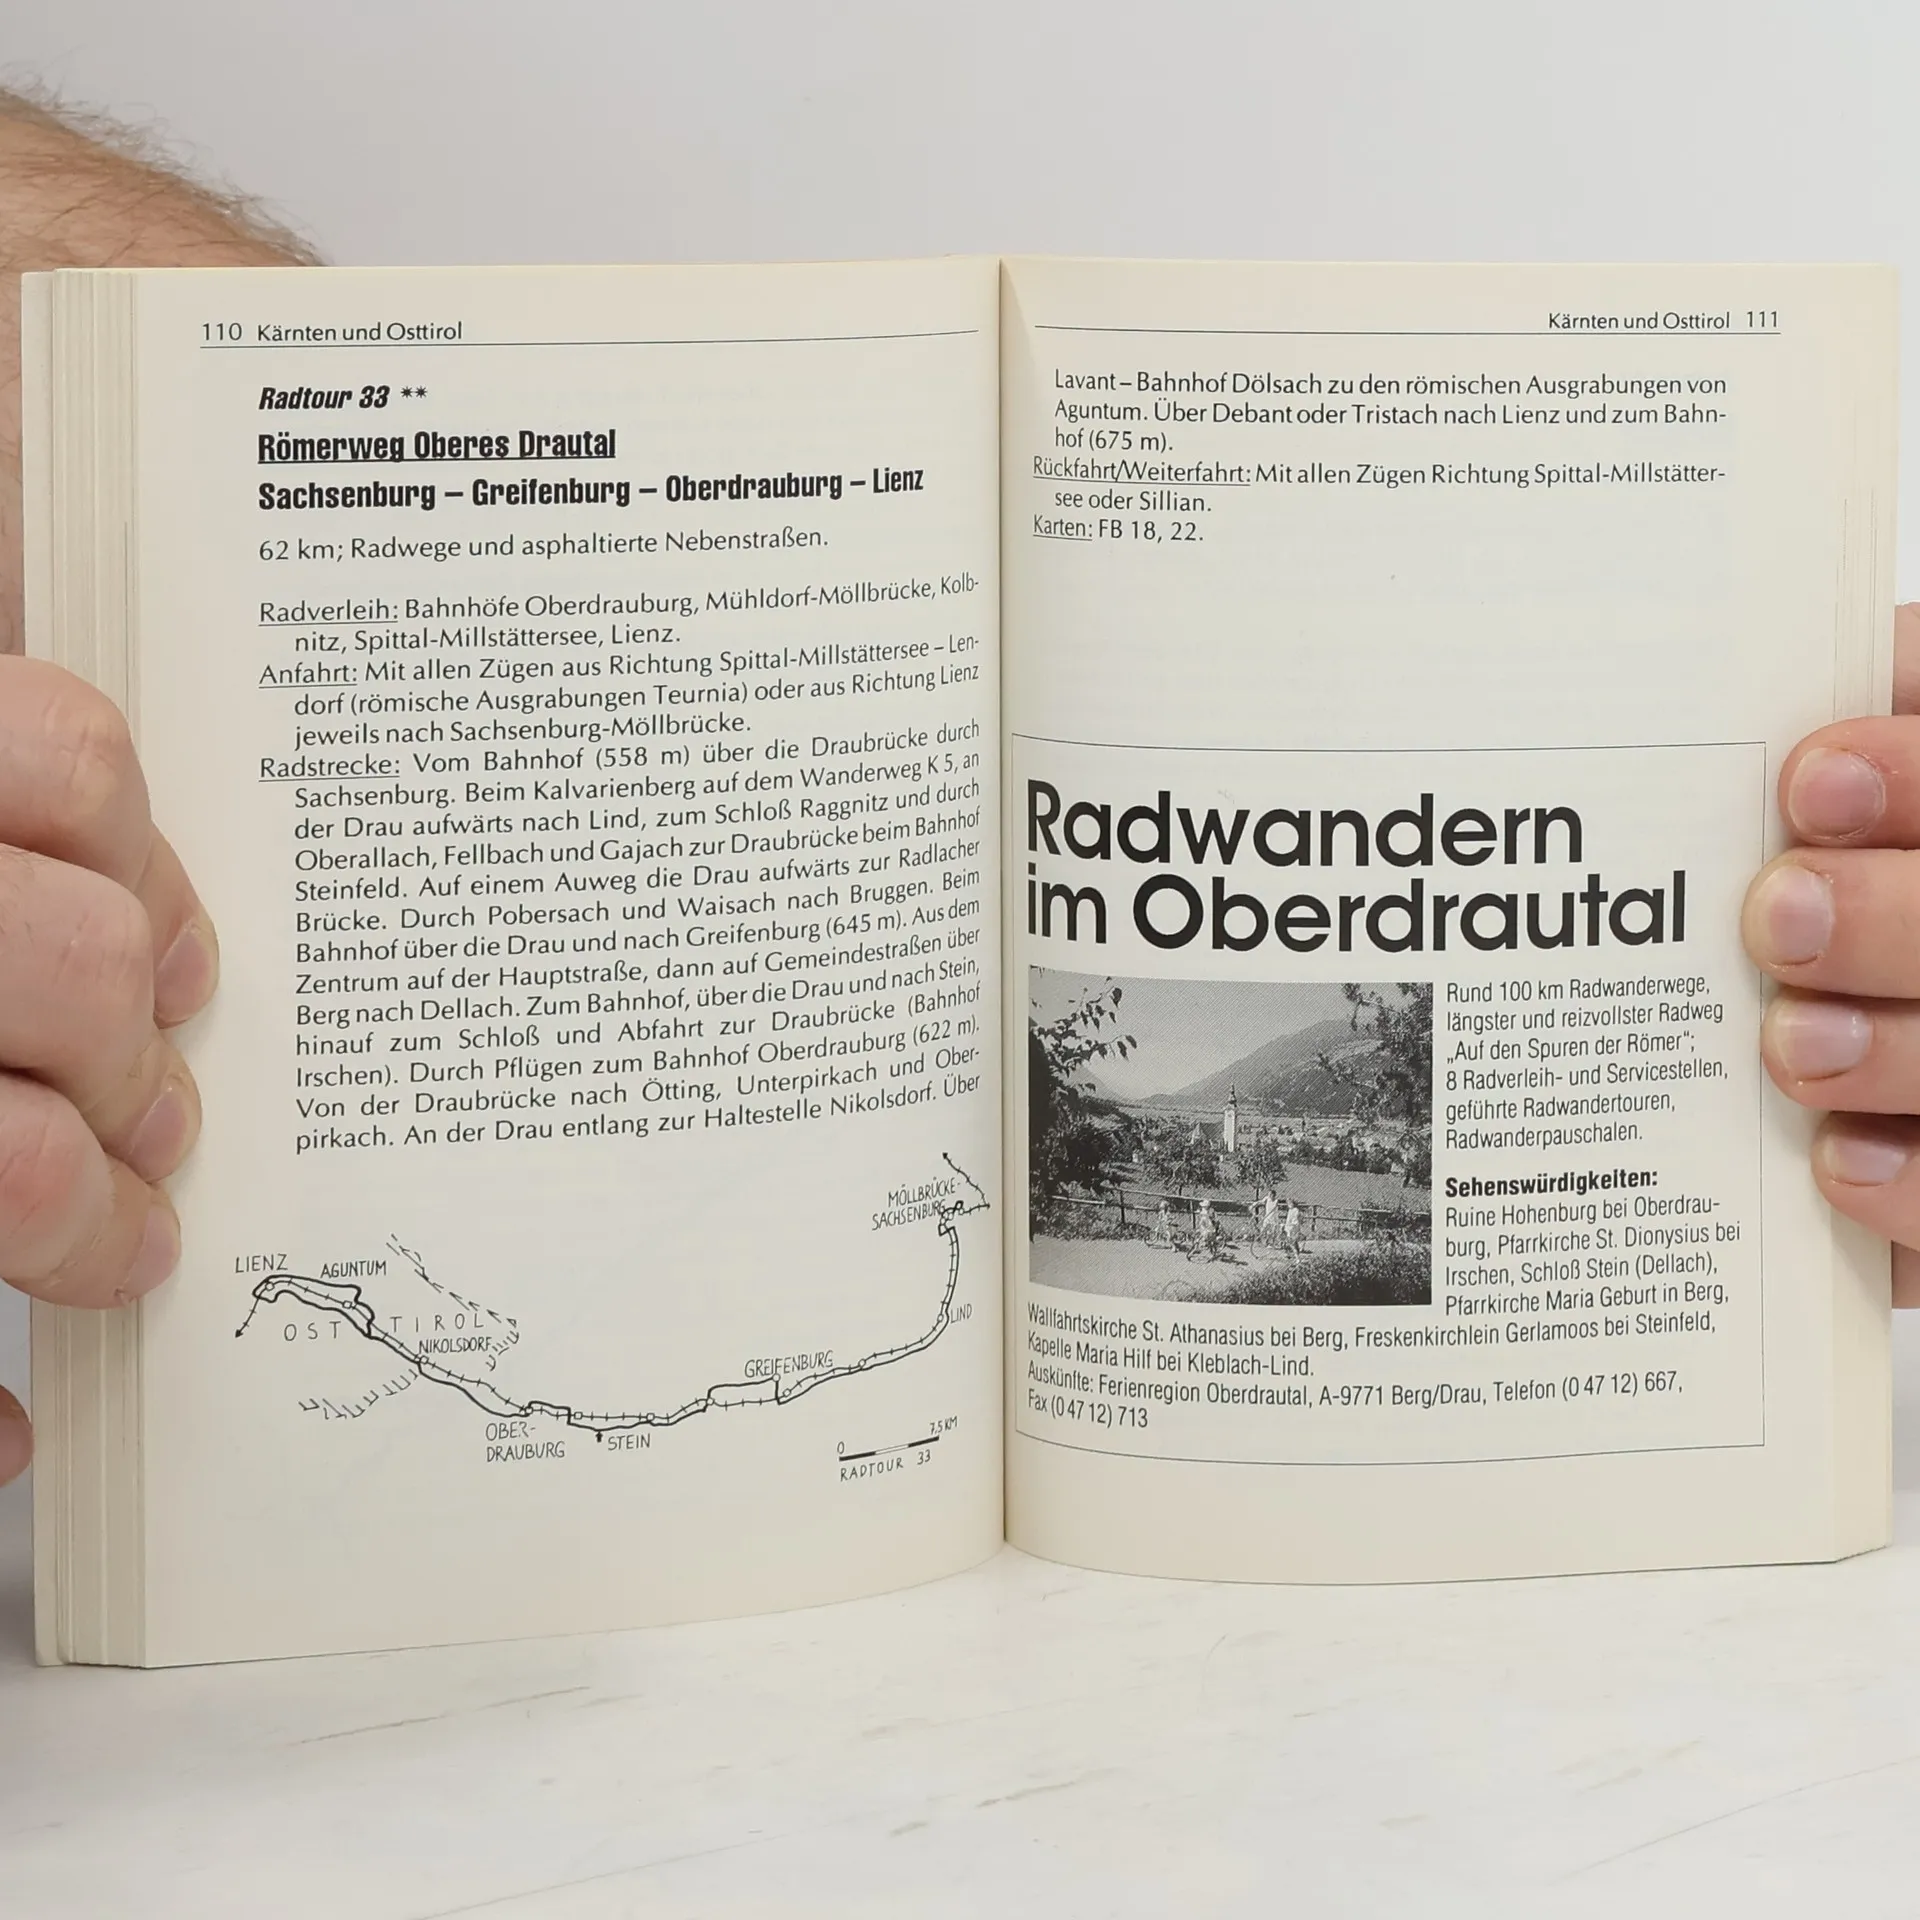 110 Kärnten und Osttirol
Radtour 33 **
Römerweg Oberes Drautal
Sachsenburg – Greifenburg – Oberdrauburg – Lienz
62 km; Radwege und asphaltierte Nebenstraßen.
Radverleih: Bahnhöfe Oberdrauburg, Mühldorf-Möllbrücke, Kolb-
nitz, Spittal-Millstättersee, Lienz.
Anfahrt: Mit allen Zügen aus Richtung Spittal-Millstättersee – Len-
dorf (römische Ausgrabungen Teurnia) oder aus Richtung Lienz
jeweils nach Sachsenburg-Möllbrücke.
Radstrecke: Vom Bahnhof (558 m) über die Draubrücke durch
Sachsenburg. Beim Kalvarienberg auf dem Wanderweg K 5, an
der Drau aufwärts nach Lind, zum Schloß Raggnitz und durch
Oberallach, Fellbach und Gajach zur Draubrücke beim Bahnhof
Steinfeld. Auf einem Auweg die Drau aufwärts zur Radlacher
Brücke. Durch Pobersach und Waisach nach Bruggen. Beim
Bahnhof über die Drau und nach Greifenburg (645 m). Aus dem
Zentrum auf der Hauptstraße, dann auf Gemeindestraßen über
Berg nach Dellach. Zum Bahnhof, über die Drau und nach Stein,
hinauf zum Schloß und Abfahrt zur Draubrücke (Bahnhof
Irschen). Durch Pflügen zum Bahnhof Oberdrauburg (622 m).
Von der Draubrücke nach Ötting, Unterpirkach und Ober-
pirkach. An der Drau entlang zur Haltestelle Nikolsdorf. Über
MÖLLBRÜCKE-
SACHSENBURG
LIENZ
AGUNTUM
OST TIROL
NIKOLSDORF
LIND
GREIFENBURG
OBER-
DRAUBURG
STEIN
0 7,5 KM
RADTOUR 33
Kärnten und Osttirol 111
Lavant – Bahnhof Dölsach zu den römischen Ausgrabungen von
Aguntum. Über Debant oder Tristach nach Lienz und zum Bahn-
hof (675 m).
Rückfahrt/Weiterfahrt: Mit allen Zügen Richtung Spittal-Millstätter-
see oder Sillian.
Karten: FB 18, 22.
Radwandern
im Oberdrautal
Rund 100 km Radwanderwege,
längster und reizvollster Radweg
„Auf den Spuren der Römer“;
8 Radverleih- und Servicestellen,
geführte Radwandertouren,
Radwanderpauschalen.
Sehenswürdigkeiten:
Ruine Hohenburg bei Oberdrau-
burg, Pfarrkirche St. Dionysius bei
Irschen, Schloß Stein (Dellach),
Pfarrkirche Maria Geburt in Berg,
Wallfahrtskirche St. Athanasius bei Berg, Freskenkirchlein Gerlamoos bei Steinfeld,
Kapelle Maria Hilf bei Kleblach-Lind.
Auskünfte: Ferienregion Oberdrautal, A-9771 Berg/Drau, Telefon (0 47 12) 667,
Fax (0 47 12) 713